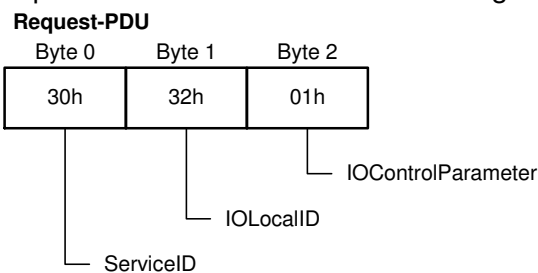 Request-PDU
Byte 0 Byte 1 Byte 2
30h 32h 01h
IOControlParameter
IOLocalID
ServiceID